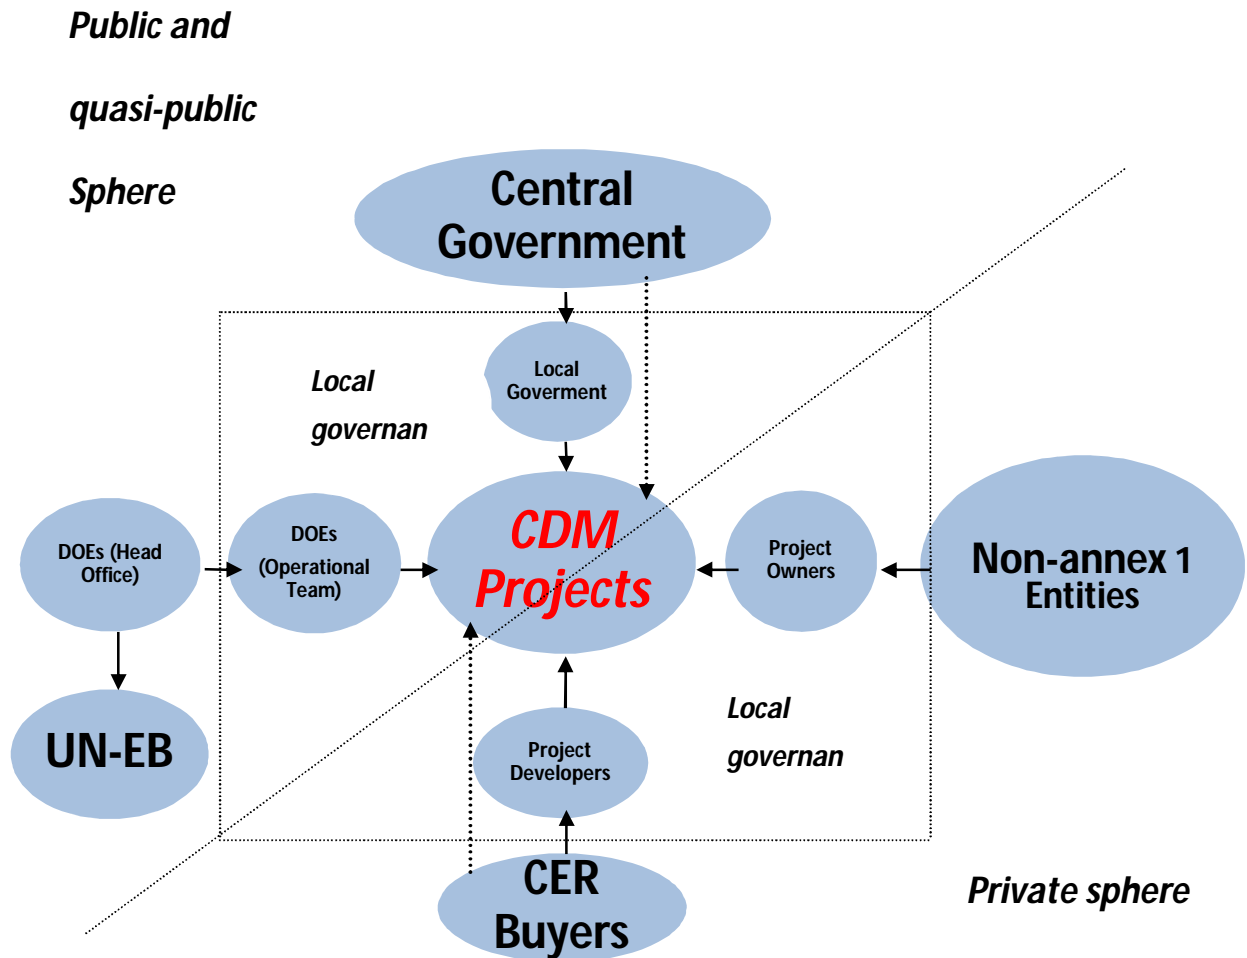 Public and
quasi-public
Sphere
Central
Government
Local
Goverment
Local
governan
CDM
Projects
DOEs (Head
Office)
DOEs
(Operational
Team)
Project
Owners
Non-annex 1
Entities
UN-EB
Project
Developers
Local
governan
CER
Buyers
Private sphere